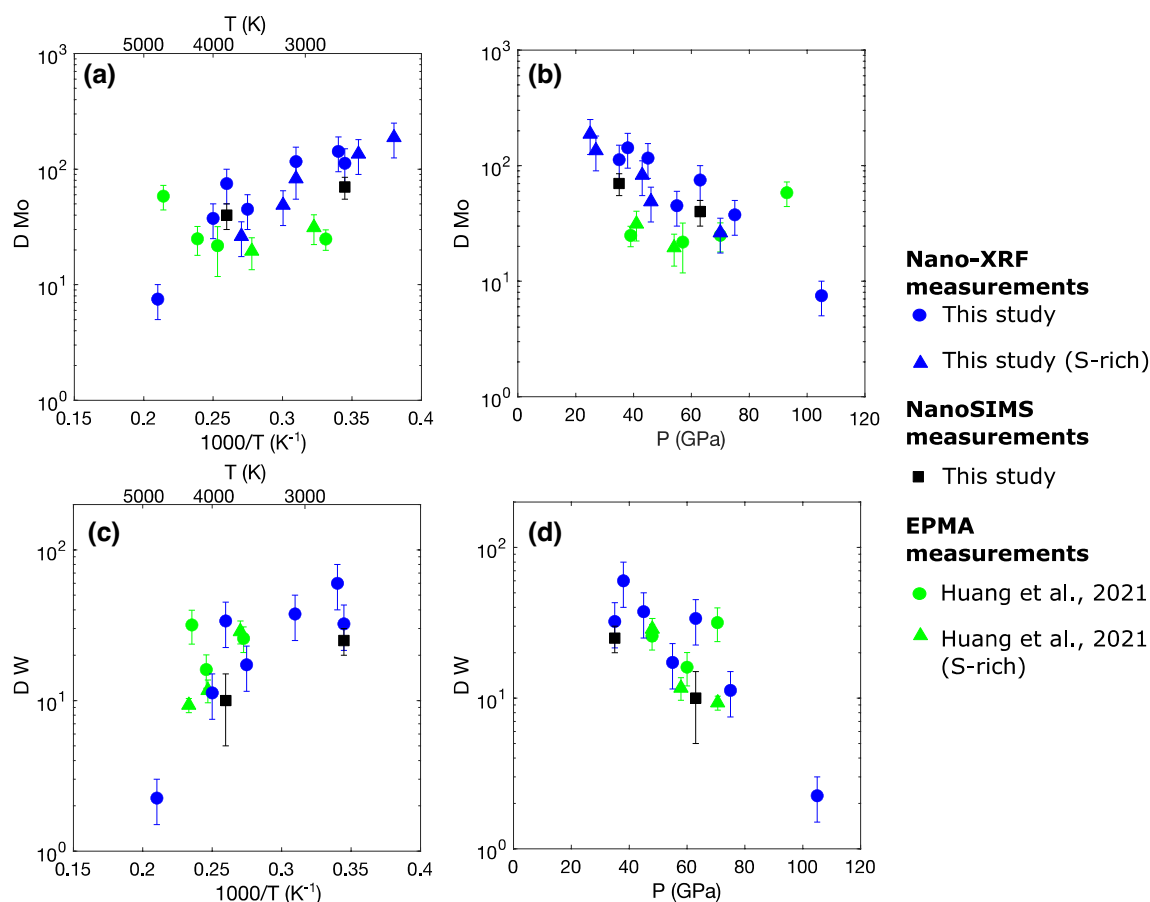 T (K)
5000 4000 3000
(a)
10³
10²
10¹
10⁰
D Mo
0.15 0.2 0.25 0.3 0.35 0.4
1000/T (K⁻¹)
(b)
10³
10²
10¹
10⁰
D Mo
0 20 40 60 80 100 120
P (GPa)
T (K)
5000 4000 3000
(c)
10²
10¹
10⁰
D W
0.15 0.2 0.25 0.3 0.35 0.4
1000/T (K⁻¹)
(d)
10²
10¹
10⁰
D W
0 20 40 60 80 100 120
P (GPa)
Nano-XRF
measurements
This study
This study (S-rich)
NanoSIMS
measurements
This study
EPMA
measurements
Huang et al., 2021
Huang et al., 2021
(S-rich)